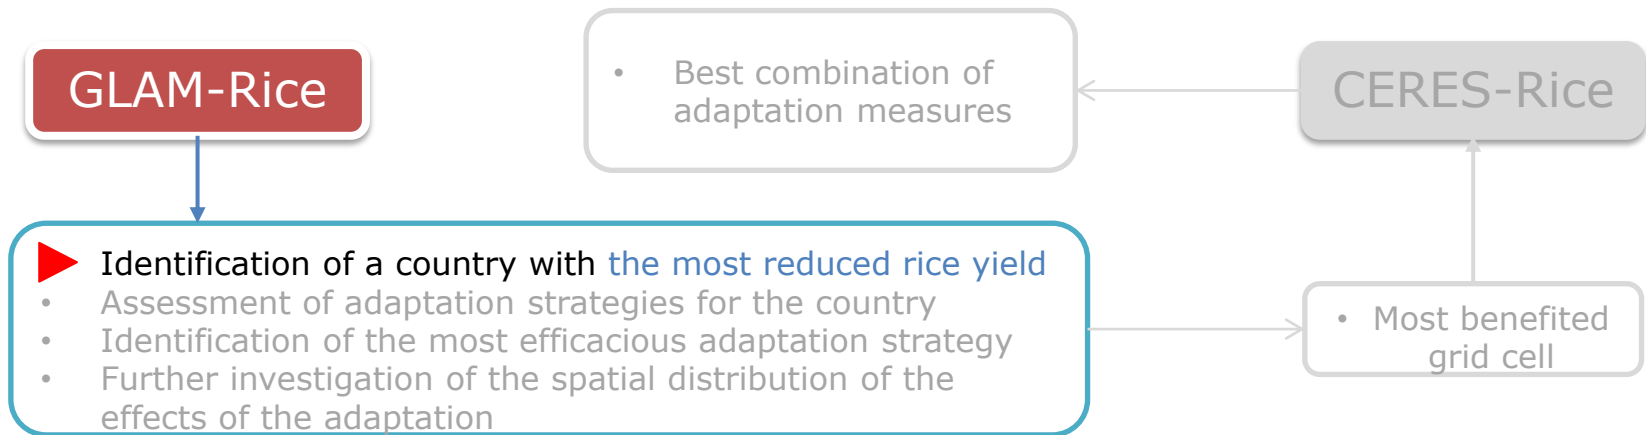 GLAM-Rice
• Best combination of
adaptation measures
CERES-Rice
Identification of a country with the most reduced rice yield
• Assessment of adaptation strategies for the country
• Identification of the most efficacious adaptation strategy
• Further investigation of the spatial distribution of the
effects of the adaptation
• Most benefited
grid cell